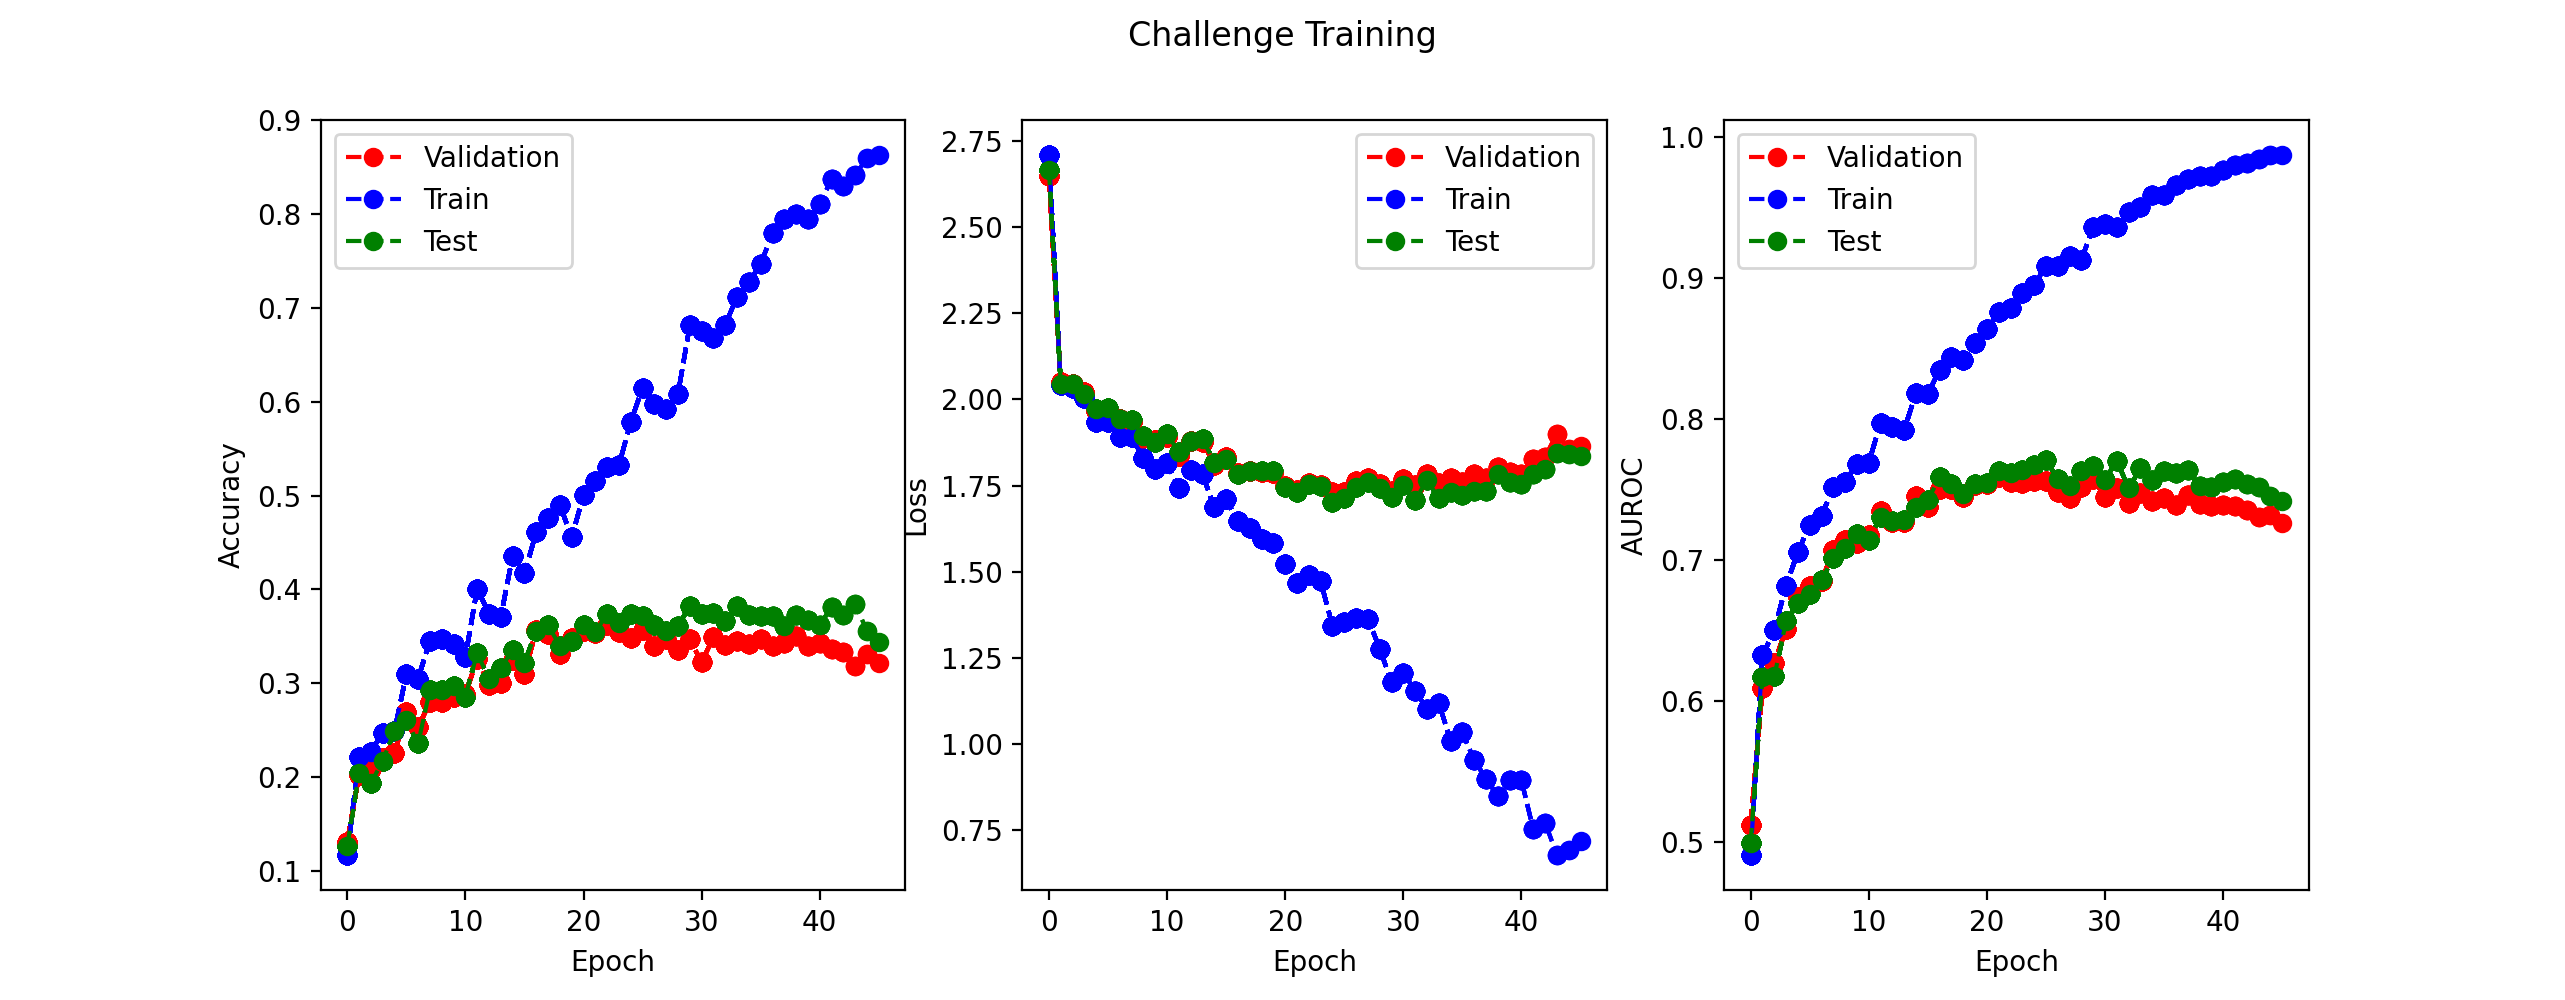 Challenge Training
Accuracy
0.9
0.8
0.7
0.6
0.5
0.4
0.3
0.2
0.1
Validation
Train
Test
0 10 20 30 40
Epoch
Loss
2.75
2.50
2.25
2.00
1.75
1.50
1.25
1.00
0.75
Validation
Train
Test
0 10 20 30 40
Epoch
AUROC
1.0
0.9
0.8
0.7
0.6
0.5
Validation
Train
Test
0 10 20 30 40
Epoch